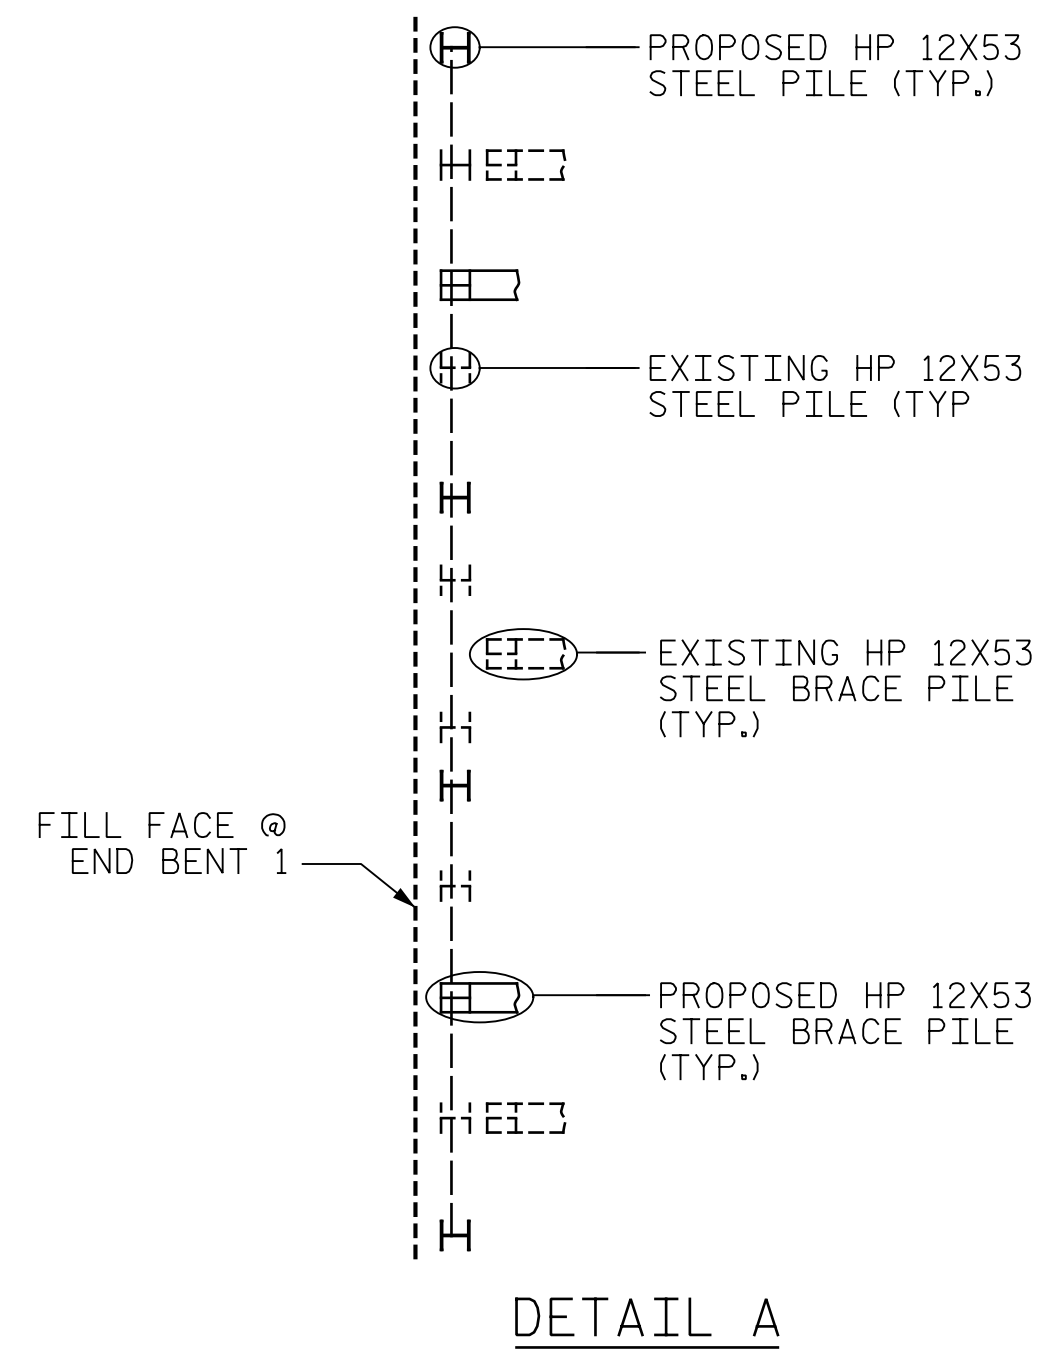 PROPOSED HP 12X53
STEEL PILE (TYP.)
EXISTING HP 12X53
STEEL PILE (TYP
EXISTING HP 12X53
STEEL BRACE PILE
(TYP.)
FILL FACE @
END BENT 1
PROPOSED HP 12X53
STEEL BRACE PILE
(TYP.)
DETAIL A